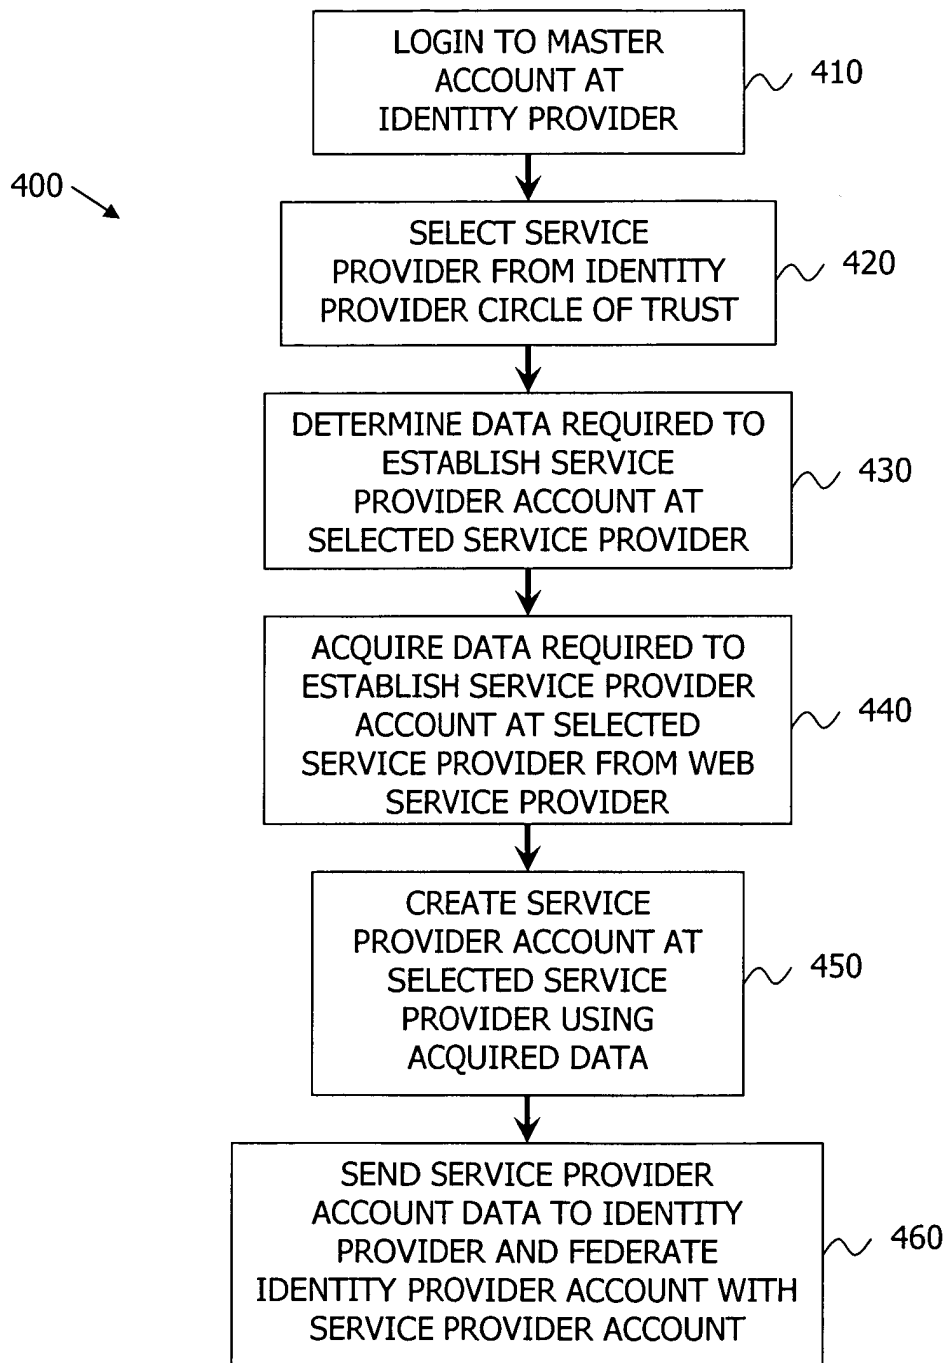 LOGIN TO MASTER
ACCOUNT AT
IDENTITY PROVIDER
410
400
SELECT SERVICE
PROVIDER FROM IDENTITY
PROVIDER CIRCLE OF TRUST
420
DETERMINE DATA REQUIRED TO
ESTABLISH SERVICE
PROVIDER ACCOUNT AT
SELECTED SERVICE PROVIDER
430
ACQUIRE DATA REQUIRED TO
ESTABLISH SERVICE PROVIDER
ACCOUNT AT SELECTED
SERVICE PROVIDER FROM WEB
SERVICE PROVIDER
440
CREATE SERVICE
PROVIDER ACCOUNT AT
SELECTED SERVICE
PROVIDER USING
ACQUIRED DATA
450
SEND SERVICE PROVIDER
ACCOUNT DATA TO IDENTITY
PROVIDER AND FEDERATE
IDENTITY PROVIDER ACCOUNT WITH
SERVICE PROVIDER ACCOUNT
460